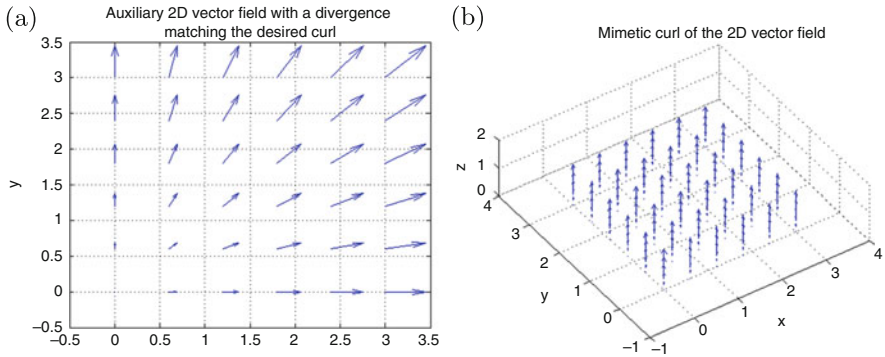 (a)
Auxiliary 2D vector field with a divergence
matching the desired curl
3.5
3
2.5
2
1.5
1
0.5
0
−0.5
y
−0.5 0 0.5 1 1.5 2 2.5 3 3.5
(b)
Mimetic curl of the 2D vector field
z
2
1
0
4
3
2
1
0
−1
y
−1
0
1
2
3
4
x